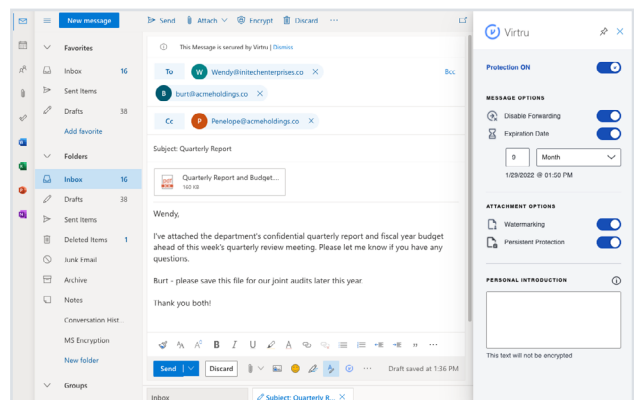 New message
Favorites
Inbox 16
Sent Items
Drafts 38
Add favorite
Folders
Inbox 16
Drafts 38
Sent Items
Deleted Items 1
Junk Email
Archive
Notes
Conversation Hist...
MS Encryption
New folder
Groups
Send Attach Encrypt Discard ...
This Message is secured by Virtru | Dismiss
To W Wendy@initechenterprises.co X Bcc
B burt@acmeholdings.co X
Cc P Penelope@acmeholdings.co X
Subject: Quarterly Report
Quarterly Report and Budget...
160 KB
Wendy,
I've attached the department's confidential quarterly report and fiscal year budget
ahead of this week's quarterly review meeting. Please let me know if you have any
questions.
Burt - please save this file for our joint audits later this year.
Thank you both!
B I U A
Send Discard ... Draft saved at 1:36 PM
Inbox Subject: Quarterly R... X
Virtru
Protection ON
MESSAGE OPTIONS
Disable Forwarding
Expiration Date
9 Month
1/29/2022 @ 01:50 PM
ATTACHMENT OPTIONS
Watermarking
Persistent Protection
PERSONAL INTRODUCTION
This text will not be encrypted